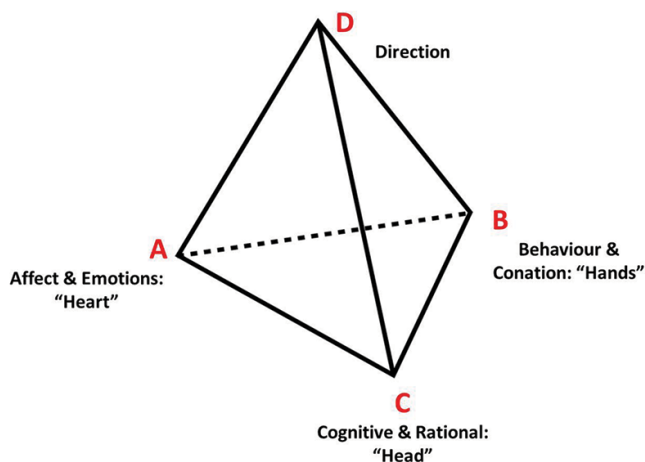 D
Direction
A
Affect & Emotions:
“Heart”
B
Behaviour &
Conation: “Hands”
C
Cognitive & Rational:
“Head”